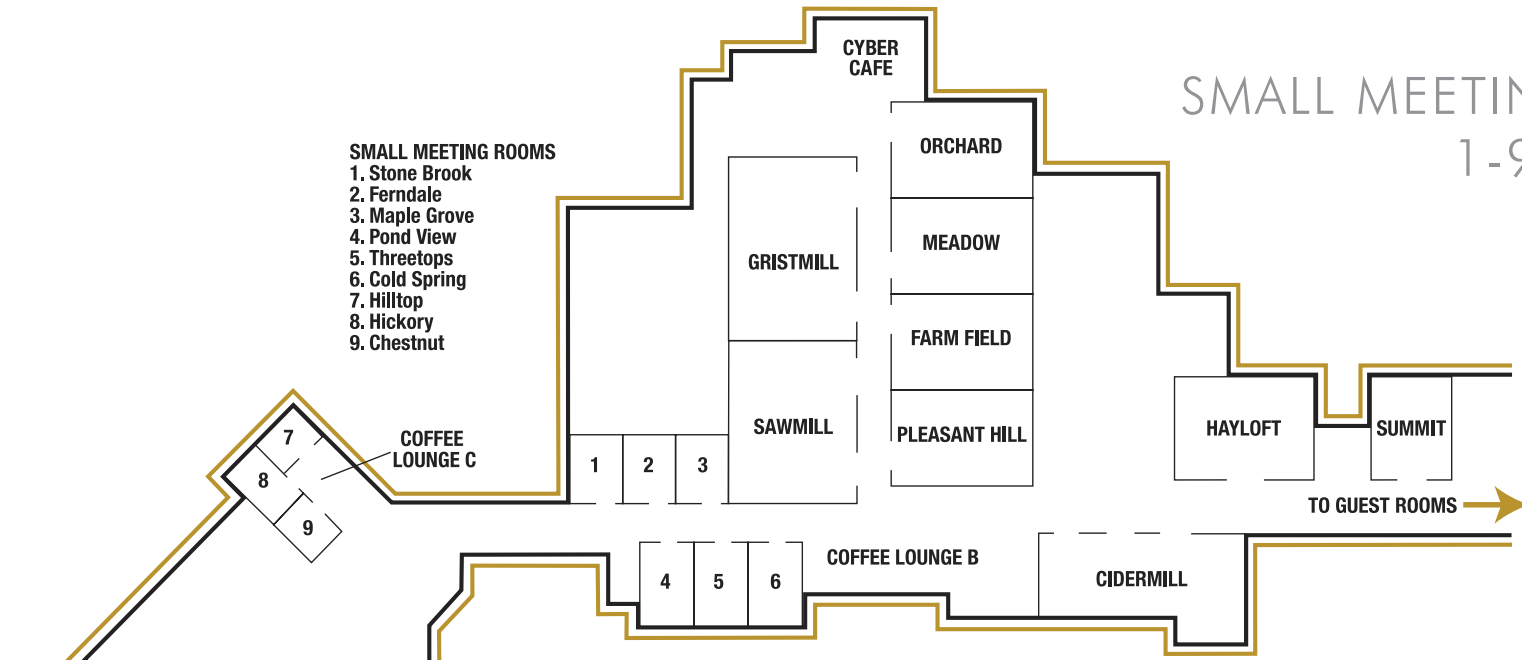 CYBER
CAFE
SMALL MEETIN
1-9
ORCHARD
SMALL MEETING ROOMS
1. Stone Brook
2. Ferndale
3. Maple Grove
4. Pond View
5. Threetops
6. Cold Spring
7. Hilltop
8. Hickory
9. Chestnut
MEADOW
GRISTMILL
FARM FIELD
SAWMILL
PLEASANT HILL
HAYLOFT
SUMMIT
7
COFFEE
LOUNGE C
8
9
1
2
3
TO GUEST ROOMS
4
5
6
COFFEE LOUNGE B
CIDERMILL